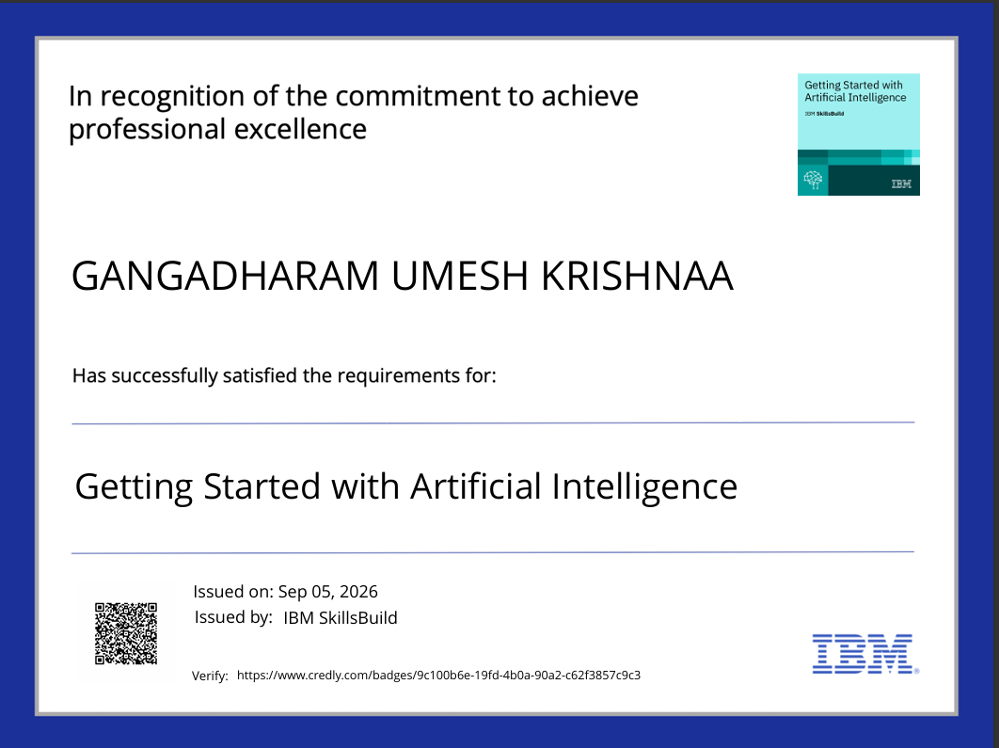 In recognition of the commitment to achieve
professional excellence
Getting Started with
Artificial Intelligence
IBM SkillsBuild
IBM
GANGADHARAM UMESH KRISHNAA
Has successfully satisfied the requirements for:
Getting Started with Artificial Intelligence
Issued on: Sep 05, 2026
Issued by: IBM SkillsBuild
Verify: https://www.credly.com/badges/9c100b6e-19fd-4b0a-90a2-c62f3857c9c3
IBM®